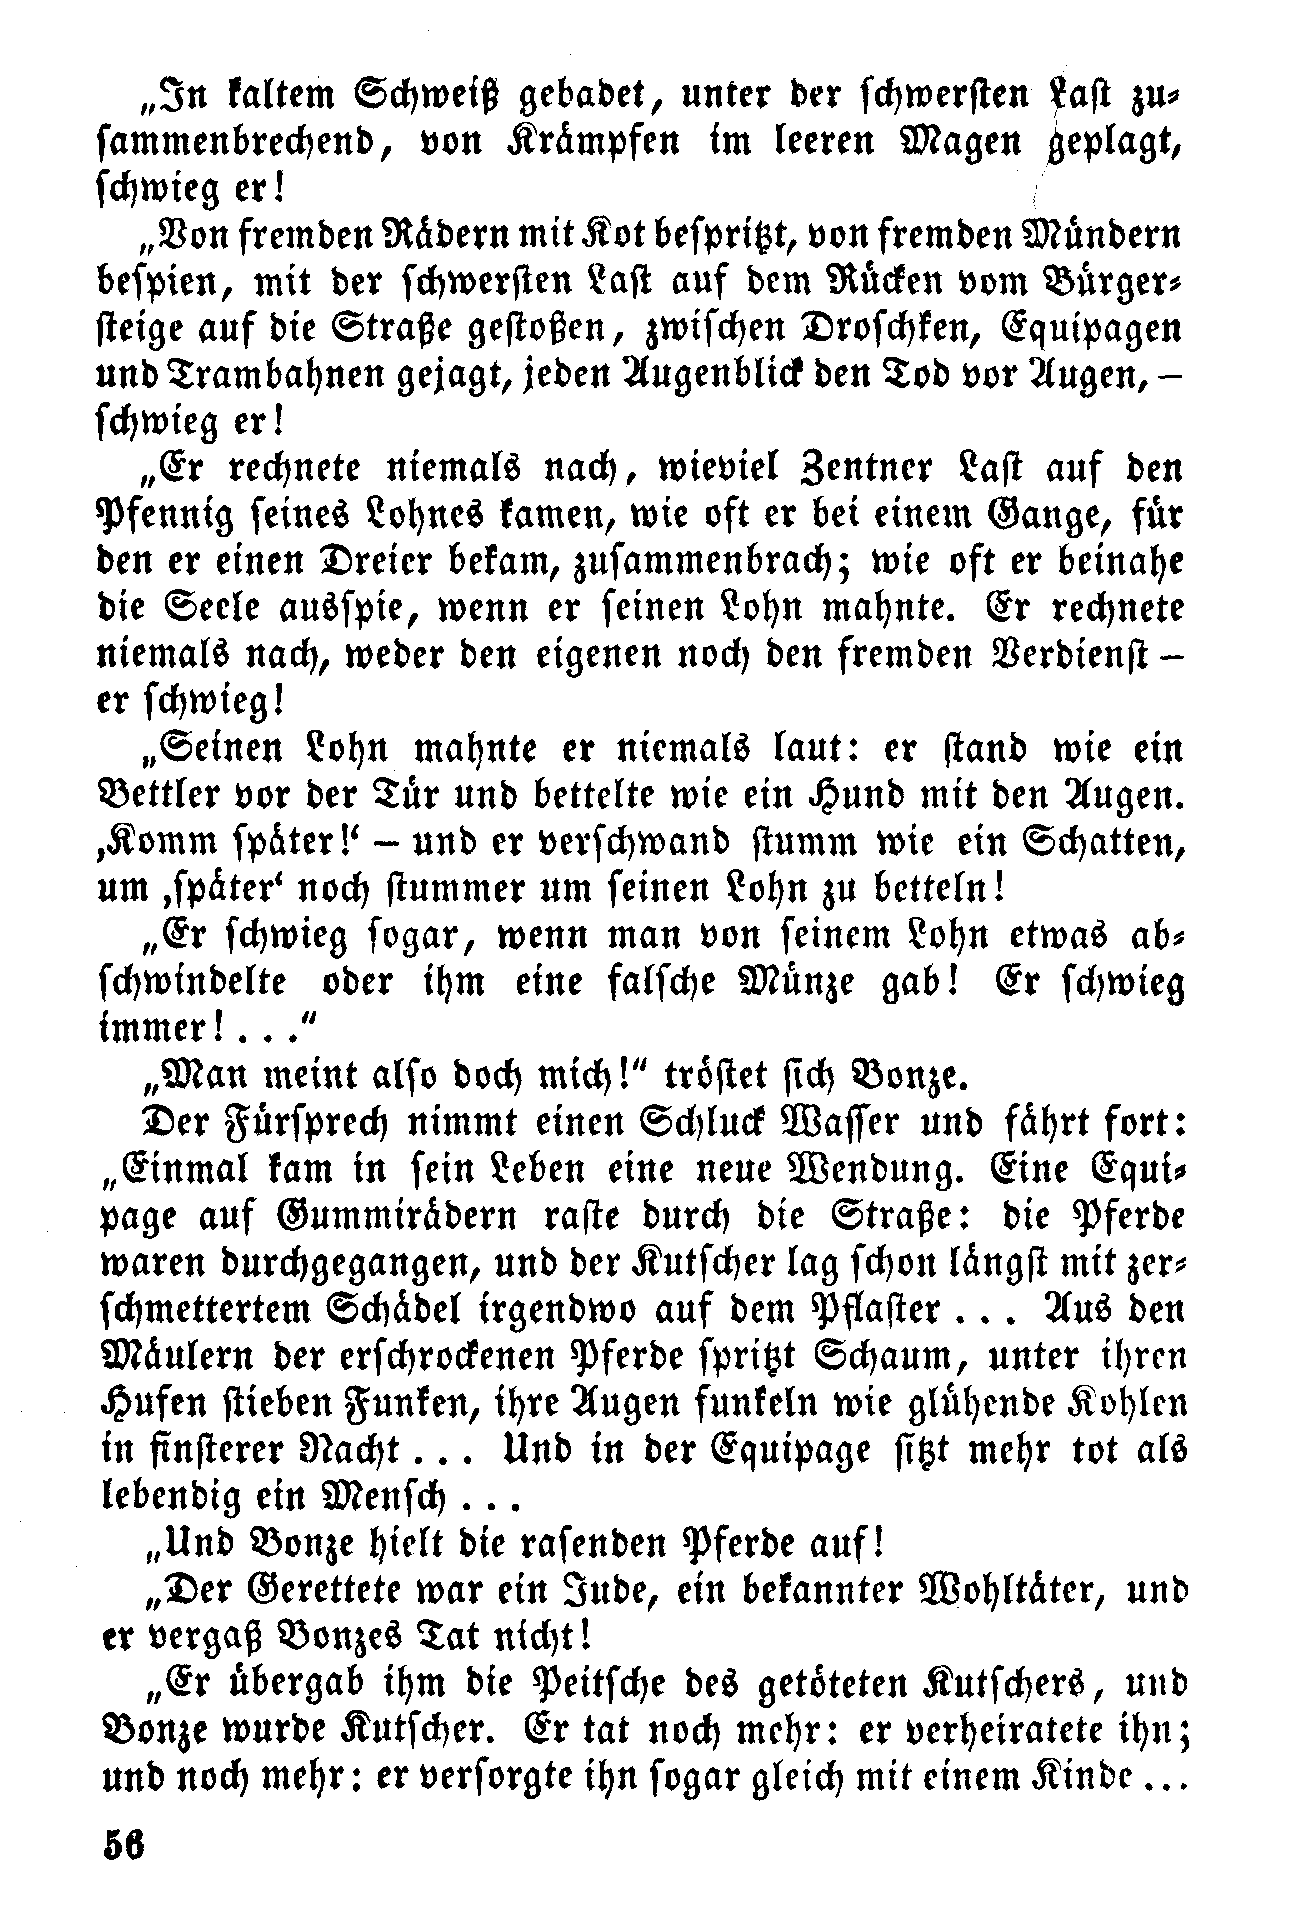 „In kaltem Schweiß gebadet, unter der schwersten Last zu-
sammenbrechend, von Krämpfen im leeren Magen geplagt,
schwieg er!
„Von fremden Rädern mit Kot bespritzt, von fremden Mündern
bespien, mit der schwersten Last auf dem Rücken vom Bürger-
steige auf die Straße gestoßen, zwischen Droschken, Equipagen
und Trambahnen gejagt, jeden Augenblick den Tod vor Augen, –
schwieg er!
„Er rechnete niemals nach, wieviel Zentner Last auf den
Pfennig seines Lohnes kamen, wie oft er bei einem Gange, für
den er einen Dreier bekam, zusammenbrach; wie oft er beinahe
die Seele ausspie, wenn er seinen Lohn mahnte. Er rechnete
niemals nach, weder den eigenen noch den fremden Verdienst –
er schwieg!
„Seinen Lohn mahnte er niemals laut: er stand wie ein
Bettler vor der Tür und bettelte wie ein Hund mit den Augen.
‚Komm später!‘ – und er verschwand stumm wie ein Schatten,
um ‚später‘ noch stummer um seinen Lohn zu betteln!
„Er schwieg sogar, wenn man von seinem Lohn etwas ab-
schwindelte oder ihm eine falsche Münze gab! Er schwieg
immer! . . .“
„Man meint also doch mich!“ tröstet sich Bonze.
Der Fürsprech nimmt einen Schluck Wasser und fährt fort:
„Einmal kam in sein Leben eine neue Wendung. Eine Equi-
page auf Gummirädern raste durch die Straße: die Pferde
waren durchgegangen, und der Kutscher lag schon längst mit zer-
schmettertem Schädel irgendwo auf dem Pflaster . . . Aus den
Mäulern der erschrockenen Pferde spritzt Schaum, unter ihren
Hufen stieben Funken, ihre Augen funkeln wie glühende Kohlen
in finsterer Nacht . . . Und in der Equipage sitzt mehr tot als
lebendig ein Mensch . . .
„Und Bonze hielt die rasenden Pferde auf!
„Der Gerettete war ein Jude, ein bekannter Wohltäter, und
er vergaß Bonzes Tat nicht!
„Er übergab ihm die Peitsche des getöteten Kutschers, und
Bonze wurde Kutscher. Er tat noch mehr: er verheiratete ihn;
und noch mehr: er versorgte ihn sogar gleich mit einem Kinde . . .
56